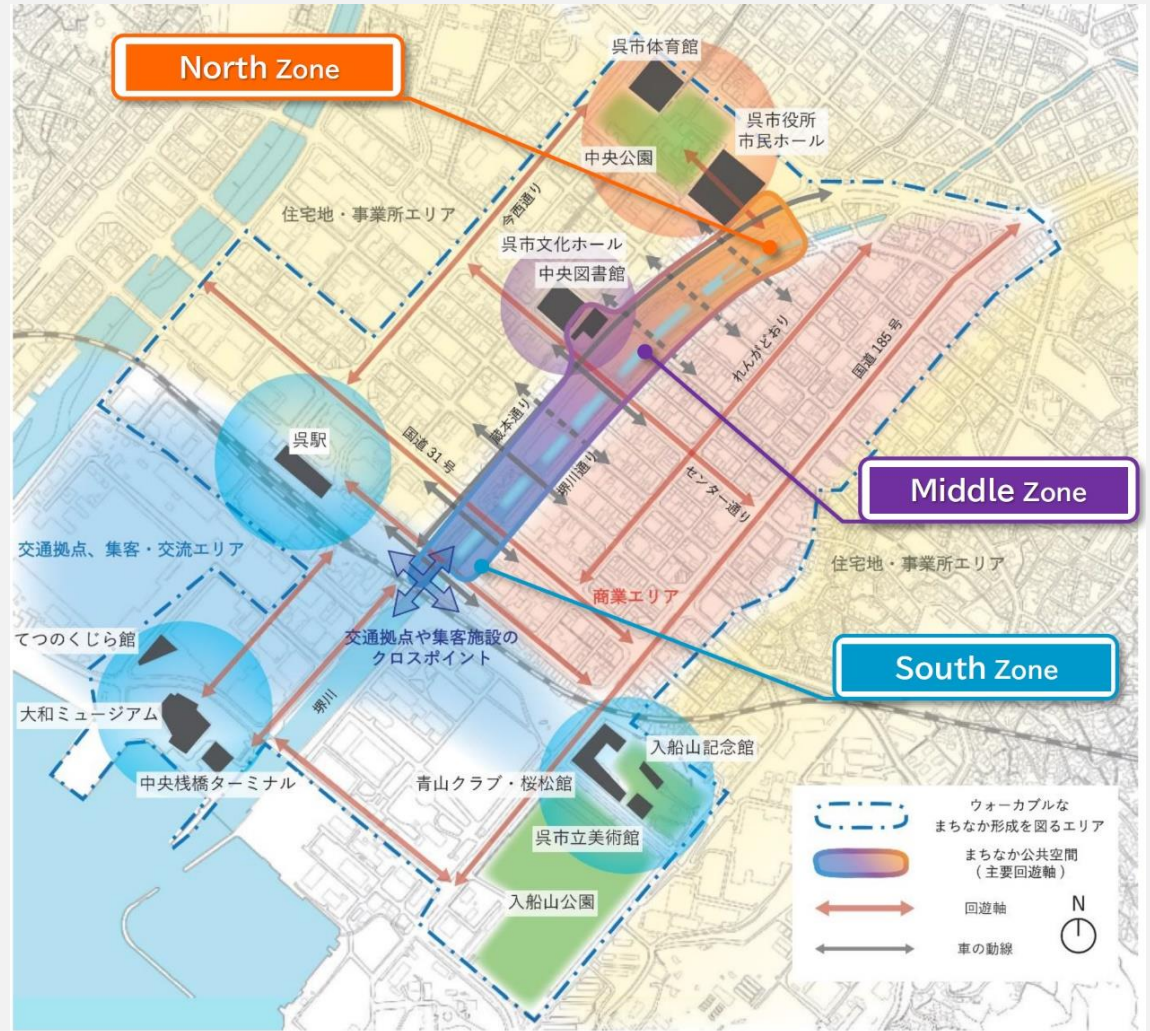 North Zone
呉市体育館
呉市役所
市民ホール
中央公園
住宅地・事業所エリア
今西通り
呉市文化ホール
中央図書館
れんがどおり
国道185号
呉駅
国道31号
蔵本通り
堺川通り
センター通り
Middle Zone
交通拠点、集客・交流エリア
住宅地・事業所エリア
商業エリア
交通拠点や集客施設の
クロスポイント
South Zone
てつのくじら館
大和ミュージアム
堺川
中央桟橋ターミナル
青山クラブ・桜松館
入船山記念館
呉市立美術館
入船山公園
ウォーカブルな
まちなか形成を図るエリア
まちなか公共空間
(主要回遊軸)
回遊軸
車の動線
N